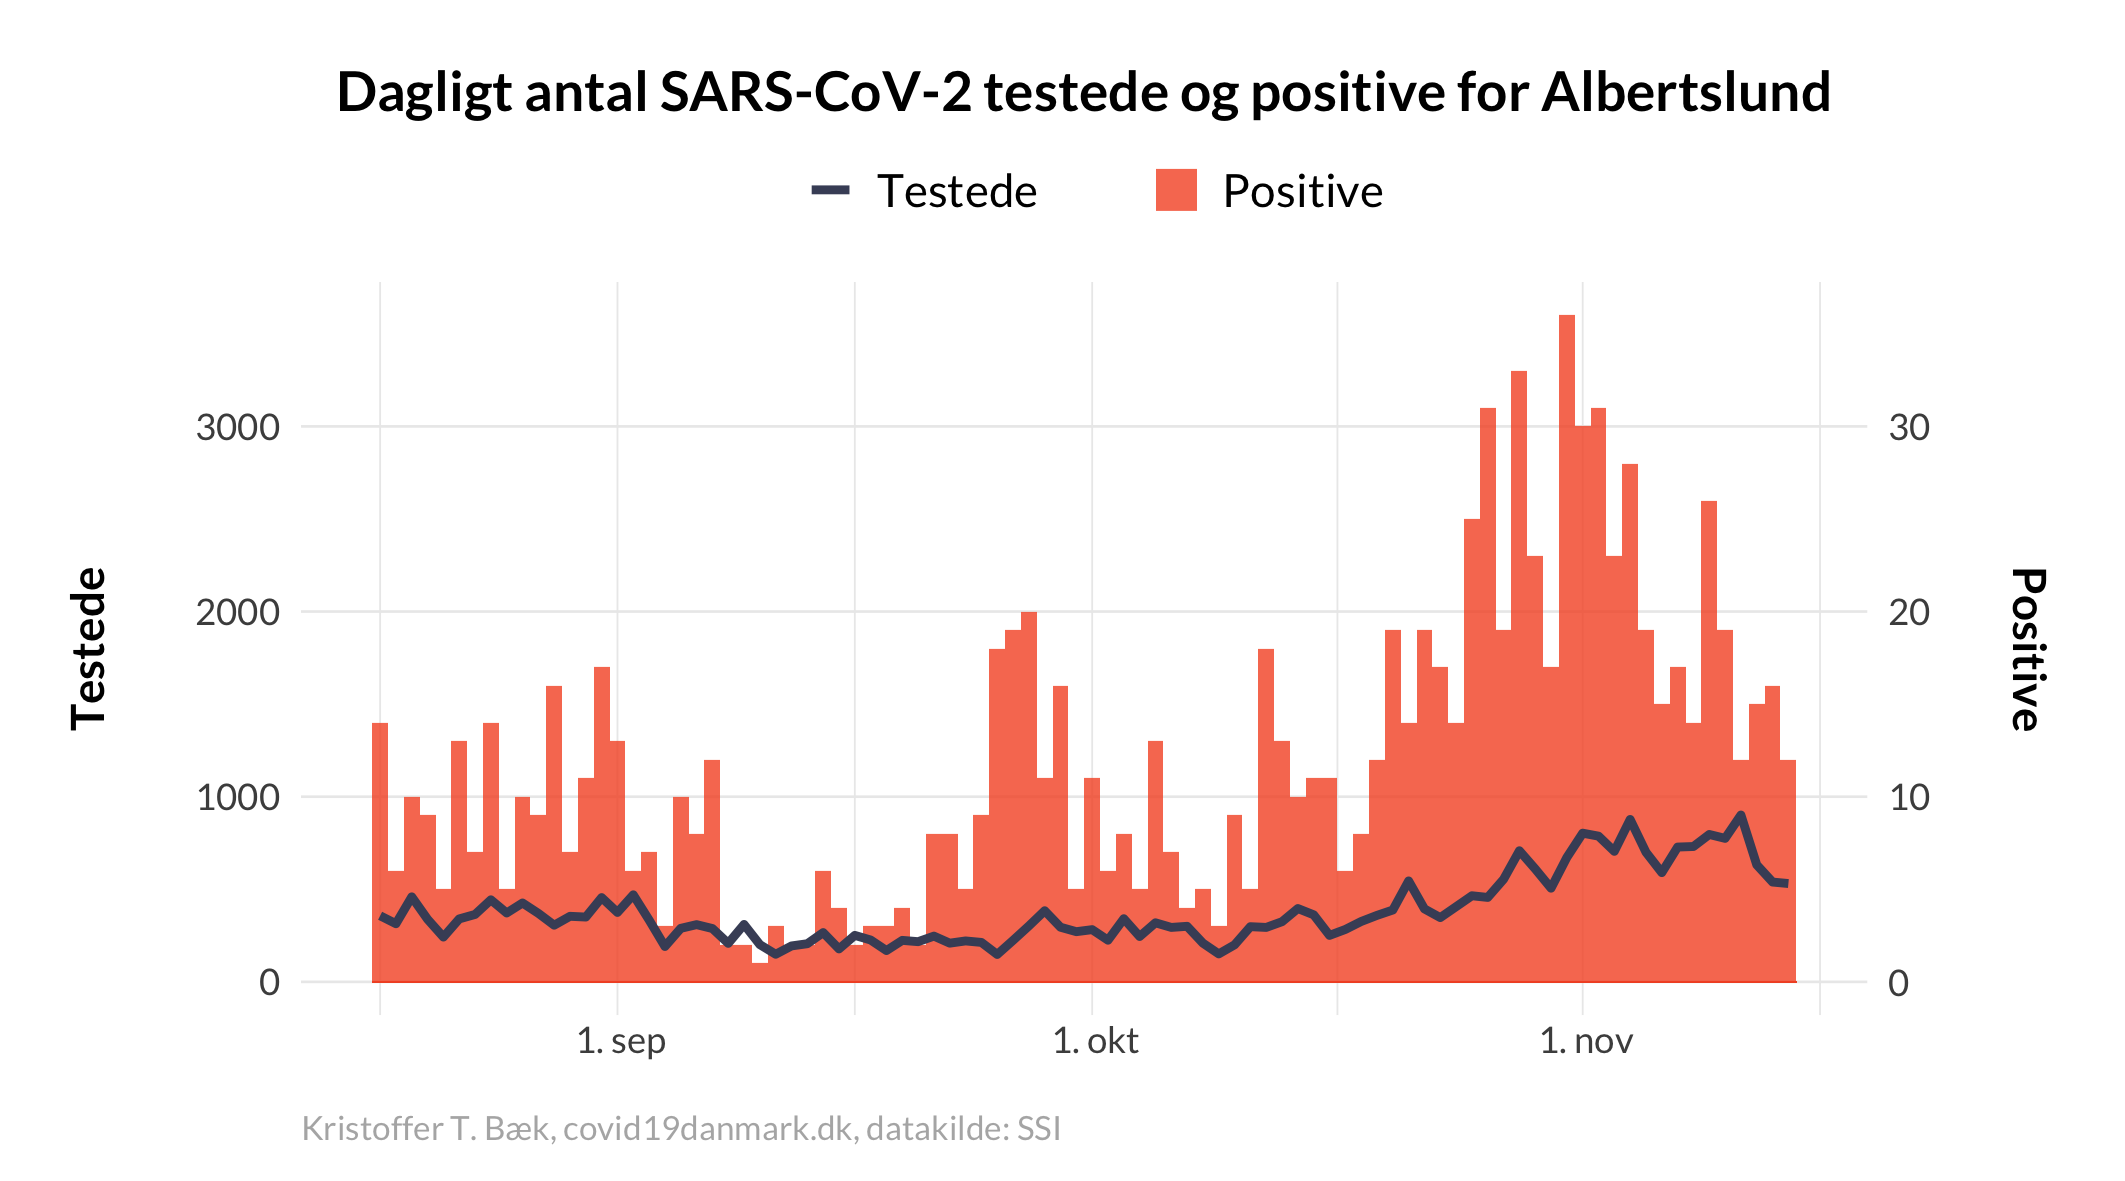 Dagligt antal SARS-CoV-2 testede og positive for Albertslund
Testede
Positive
3000
2000
1000
0
30
20
10
0
Testede
Positive
1. sep
1. okt
1. nov
Kristoffer T. Bæk, covid19danmark.dk, datakilde: SSI